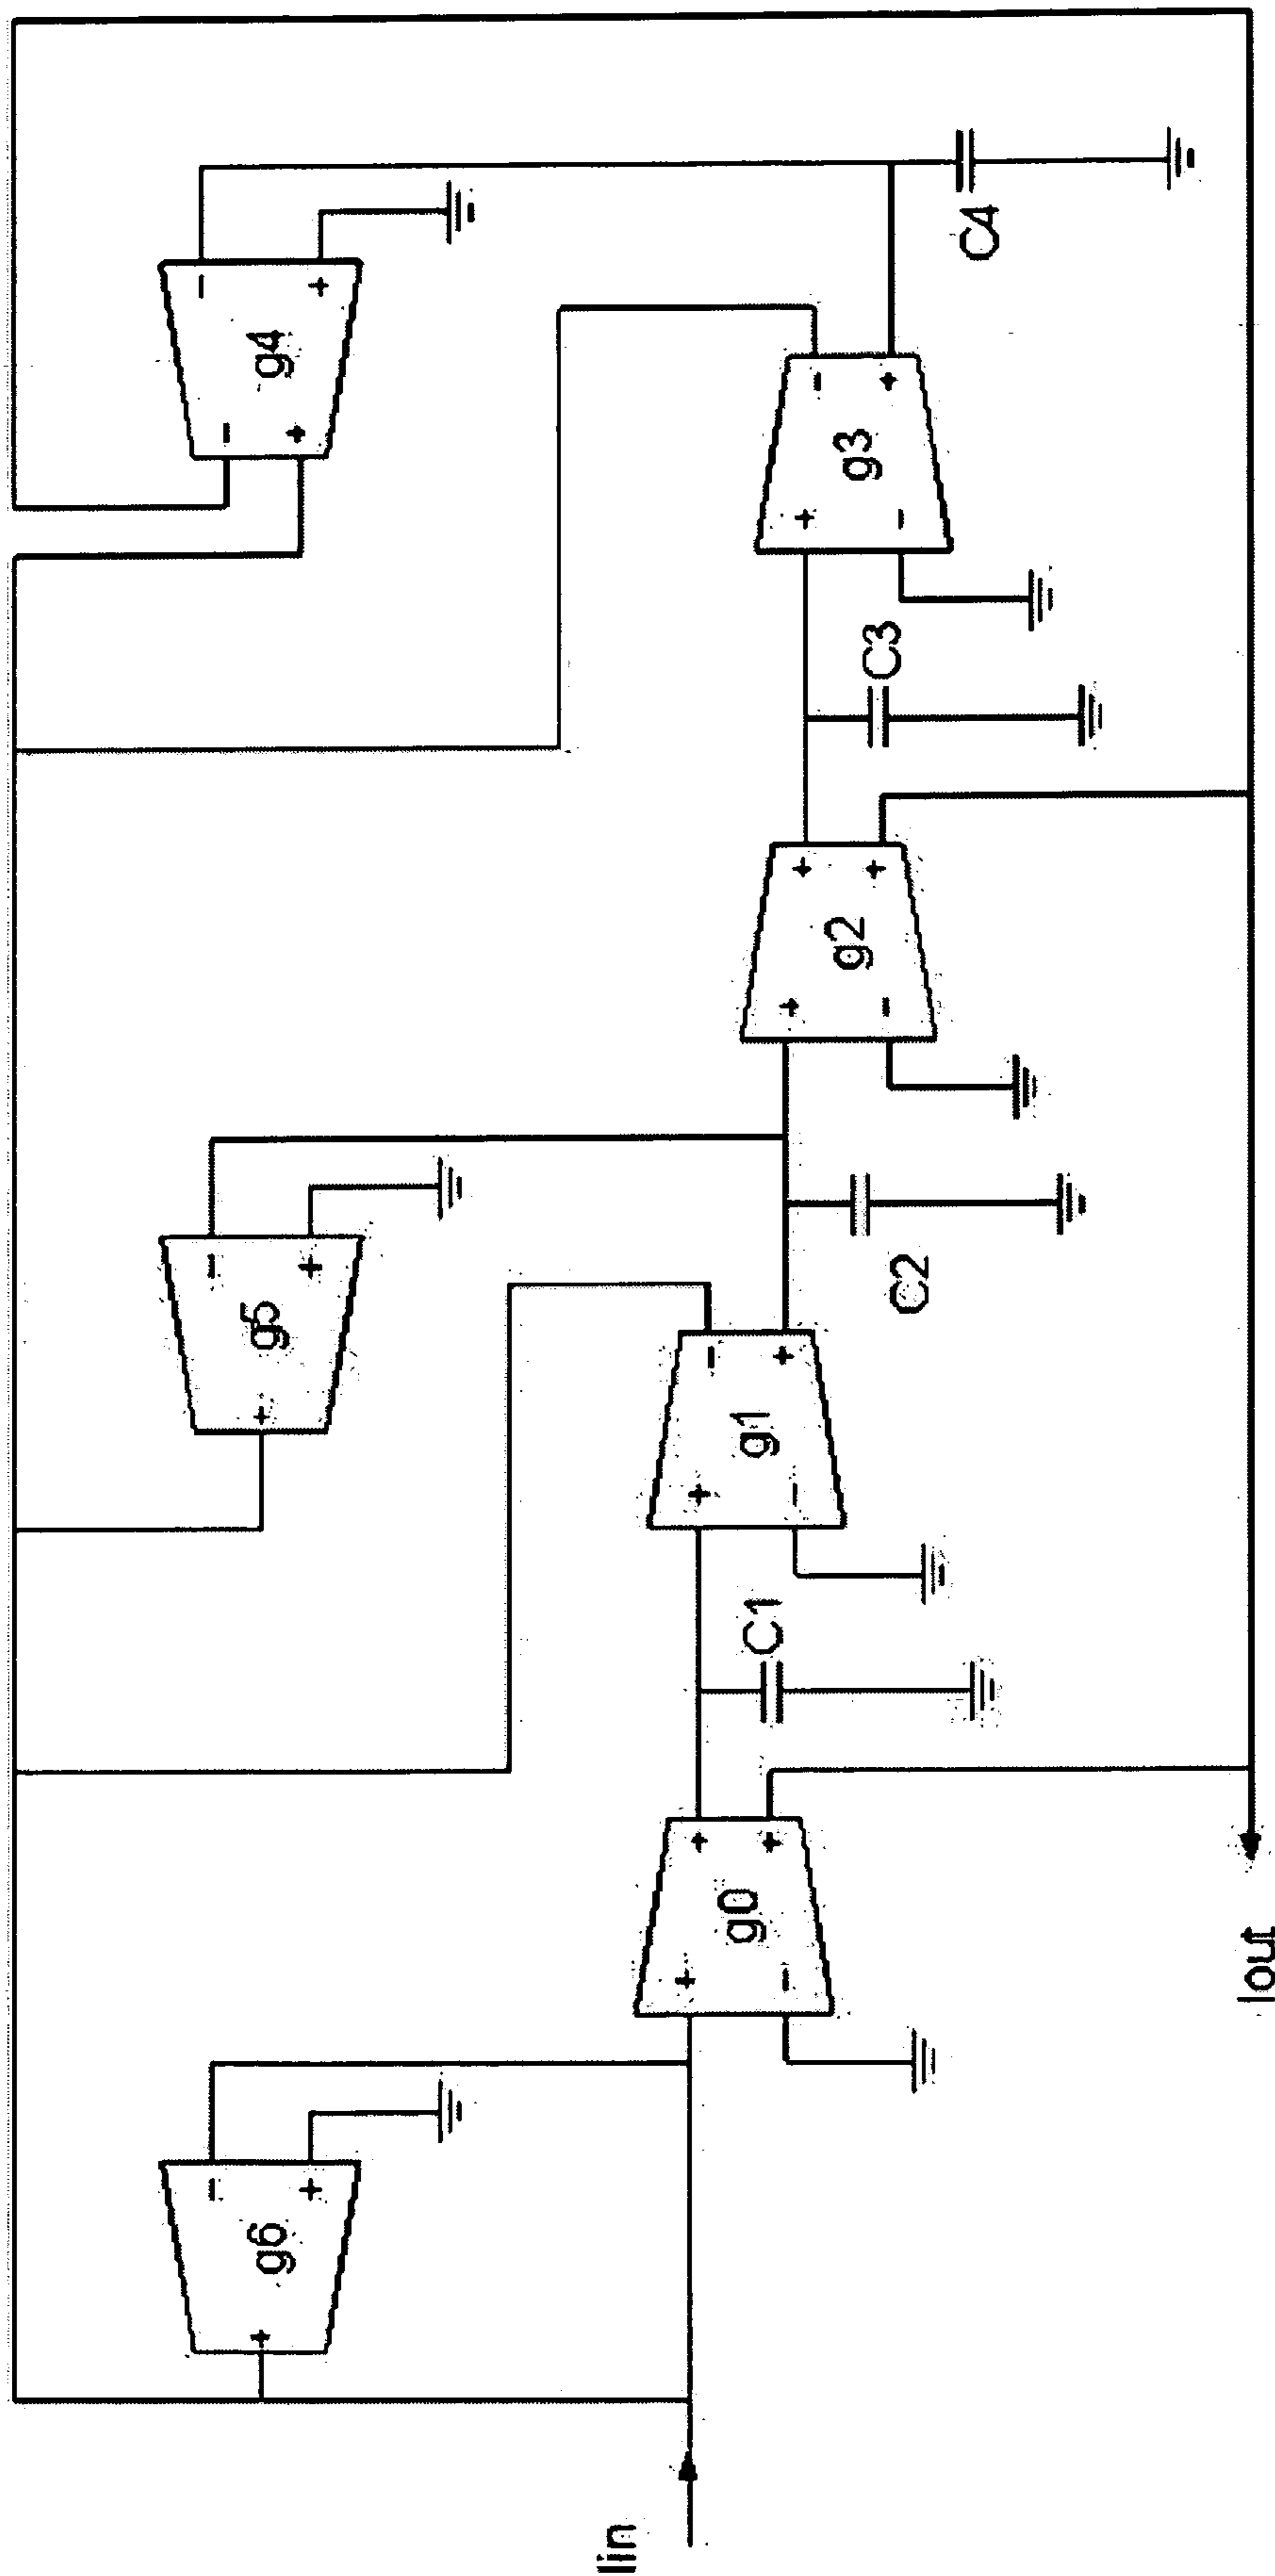 Iin
g6
g0
C1
g1
g5
C2
g2
C3
g3
g4
C4
Iout
+
-
+
+
-
+
+
+
-
-
+
+
-
+
+
-
+
+
+
-
-
+
-
+
-
+